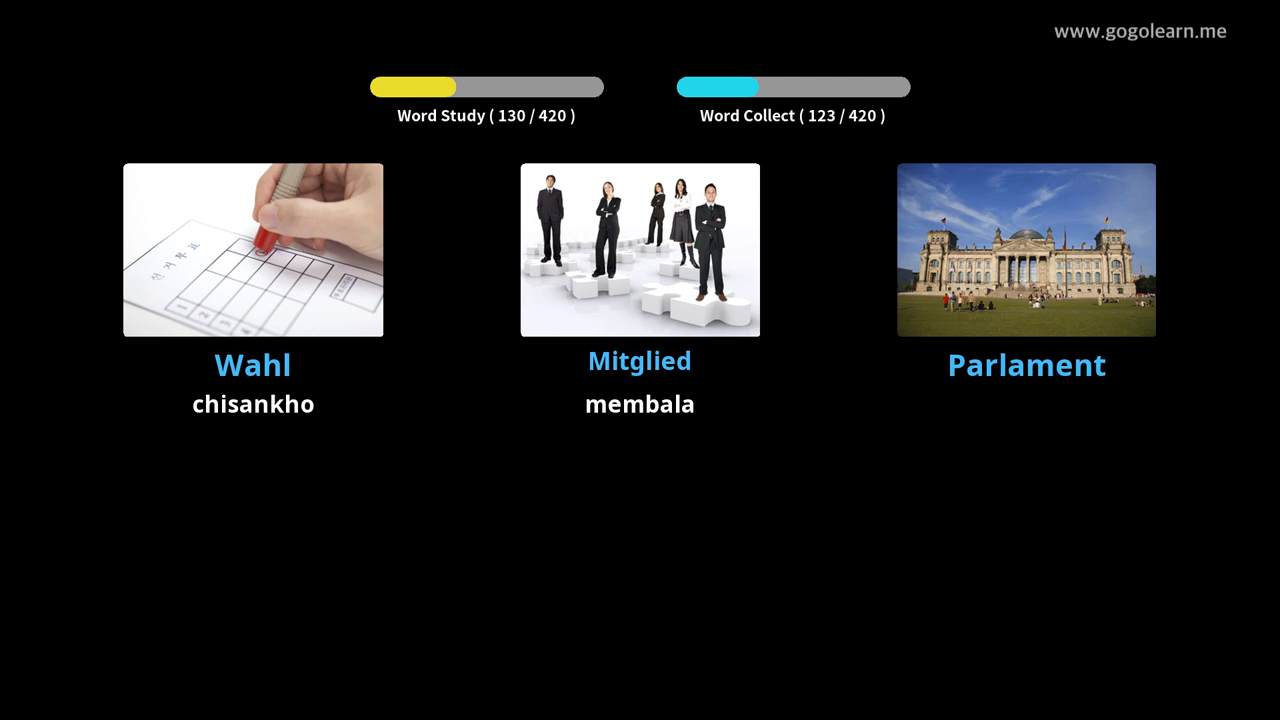 www.gogolearn.me
Word Study ( 130 / 420 )
Word Collect ( 123 / 420 )
Wahl
chisankho
Mitglied
membala
Parlament